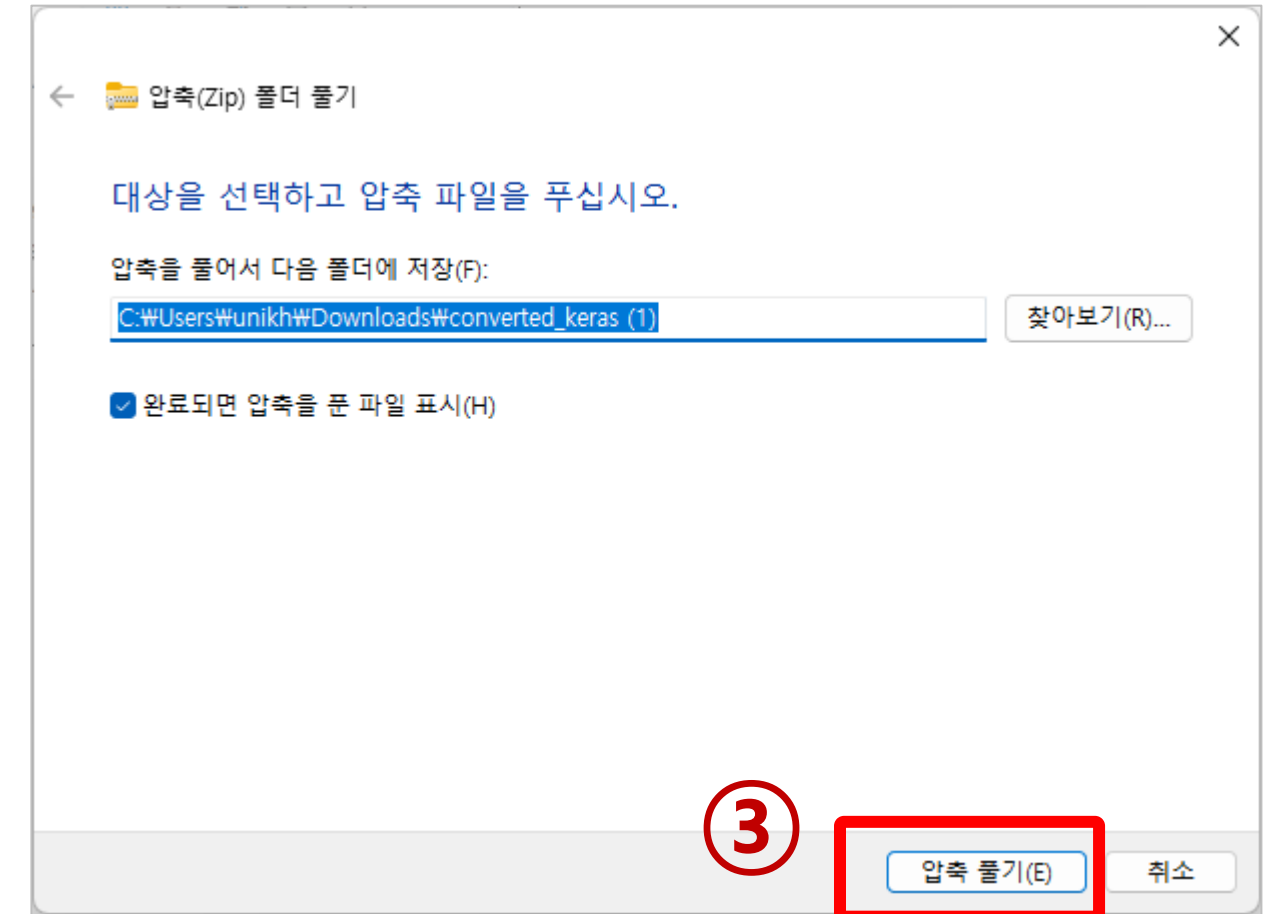 압축(Zip) 폴더 풀기
대상을 선택하고 압축 파일을 푸십시오.
압축을 풀어서 다음 폴더에 저장(F):
C:₩Users₩unikh₩Downloads₩converted_keras (1)
찾아보기(R)...
완료되면 압축을 푼 파일 표시(H)
③
압축 풀기(E)
취소